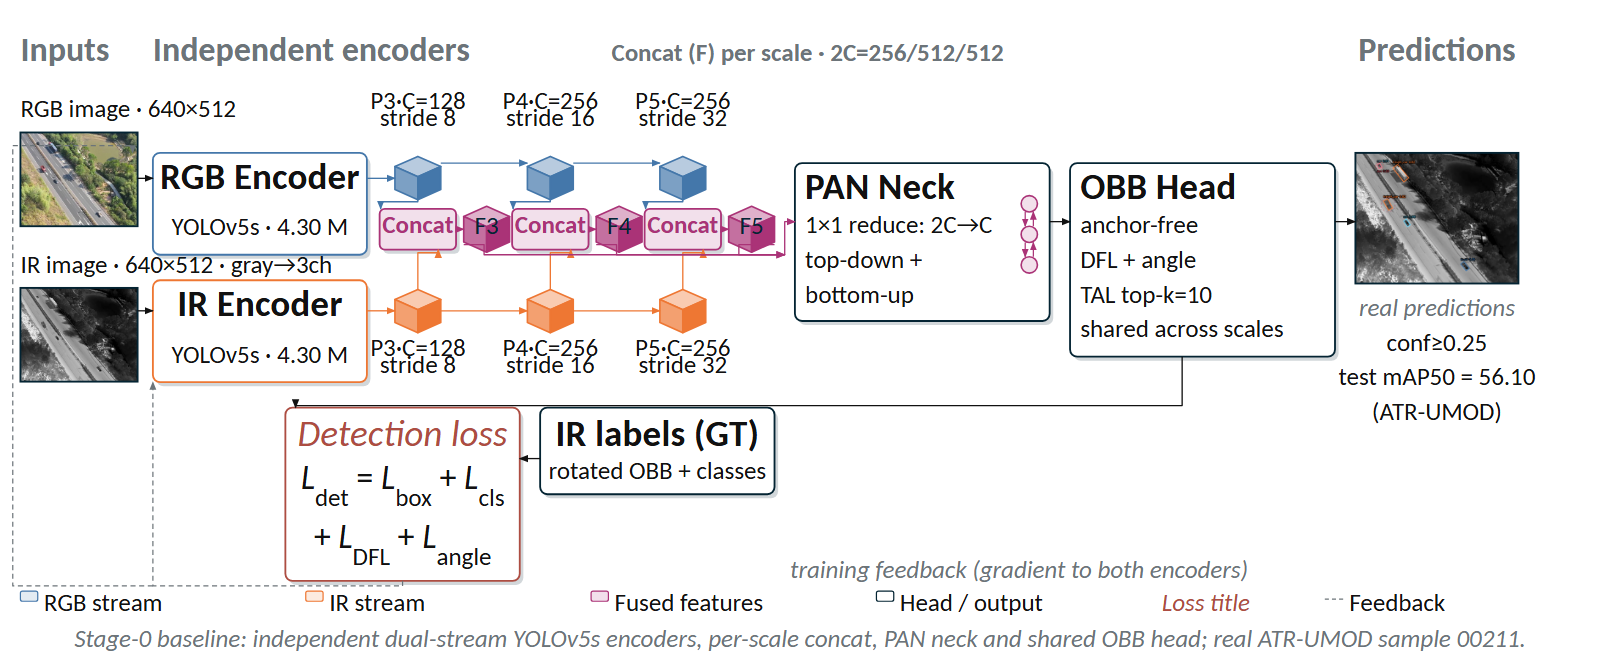 Inputs
Independent encoders
Concat (F) per scale · 2C=256/512/512
Predictions
RGB image · 640×512
P3·C=128
stride 8
P4·C=256
stride 16
P5·C=256
stride 32
RGB Encoder
YOLOv5s · 4.30 M
Concat
F3
Concat
F4
Concat
F5
PAN Neck
1×1 reduce: 2C→C
top-down +
bottom-up
OBB Head
anchor-free
DFL + angle
TAL top-k=10
shared across scales
IR image · 640×512 · gray→3ch
IR Encoder
YOLOv5s · 4.30 M
P3·C=128
stride 8
P4·C=256
stride 16
P5·C=256
stride 32
real predictions
conf≥0.25
test mAP50 = 56.10
(ATR-UMOD)
Detection loss
L_det = L_box + L_cls
+ L_DFL + L_angle
IR labels (GT)
rotated OBB + classes
training feedback (gradient to both encoders)
RGB stream
IR stream
Fused features
Head / output
Loss title
Feedback
Stage-0 baseline: independent dual-stream YOLOv5s encoders, per-scale concat, PAN neck and shared OBB head; real ATR-UMOD sample 00211.